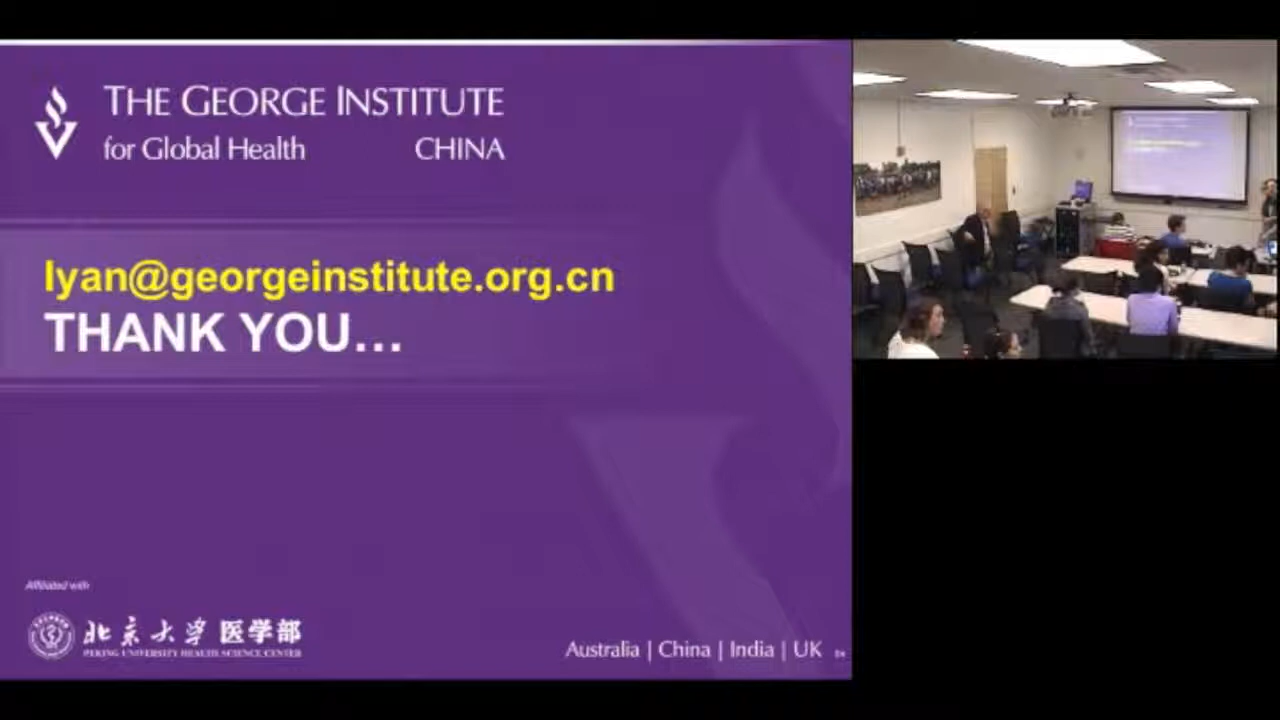 THE GEORGE INSTITUTE
for Global Health CHINA
lyan@georgeinstitute.org.cn
THANK YOU...
Affiliated with
北京大学医学部
PEKING UNIVERSITY HEALTH SCIENCE CENTER
Australia | China | India | UK